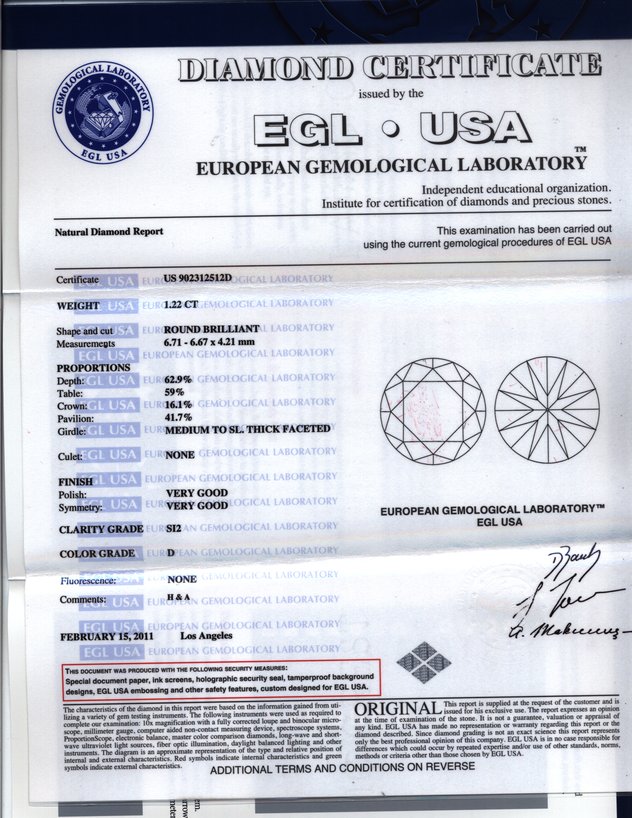 GEMOLOGICAL LABORATORY
EGL USA
DIAMOND CERTIFICATE
issued by the
EGL • USA
EUROPEAN GEMOLOGICAL LABORATORY™
Independent educational organization.
Institute for certification of diamonds and precious stones.
Natural Diamond Report
This examination has been carried out
using the current gemological procedures of EGL USA
Certificate US 902312512D
WEIGHT 1.22 CT
Shape and cut ROUND BRILLIANT
Measurements 6.71 - 6.67 x 4.21 mm
PROPORTIONS
Depth: 62.9%
Table: 59%
Crown: 16.1%
Pavilion: 41.7%
Girdle: MEDIUM TO SL. THICK FACETED
Culet: NONE
FINISH
Polish: VERY GOOD
Symmetry: VERY GOOD
CLARITY GRADE SI2
COLOR GRADE D
Fluorescence: NONE
Comments: H & A
FEBRUARY 15, 2011 Los Angeles
EUROPEAN GEMOLOGICAL LABORATORY™
EGL USA
THIS DOCUMENT WAS PRODUCED WITH THE FOLLOWING SECURITY MEASURES:
Special document paper, ink screens, holographic security seal, tamperproof background
designs, EGL USA embossing and other safety features, custom designed for EGL USA.
The characteristics of the diamond in this report were based on the information gained from uti-
lizing a variety of gem testing instruments. The following instruments were used as required to
complete our examination: 10x magnification with a fully corrected loupe and binocular micro-
scope, millimeter gauge, computer aided non-contact measuring device, spectroscope systems,
ProportionScope, electronic balance, master color comparison diamonds, long-wave and short-
wave ultraviolet light sources, fiber optic illumination, daylight balanced lighting and other
instruments. The diagram is an approximate representation of the type and relative position of
internal and external characteristics. Red symbols indicate internal characteristics and green
symbols indicate external characteristics.
ORIGINAL This report is supplied at the request of the customer and is
issued for his exclusive use. The report expresses an opinion
at the time of examination of the stone. It is not a guarantee, valuation or appraisal of
any kind. EGL USA has made no representation or warranty regarding this report or the
diamond described. Since diamond grading is not an exact science this report represents
only the best professional opinion of this company. EGL USA is in no case responsible for
differences which could occur by repeated expertise and/or use of other standards, norms,
methods or criteria other than those chosen by EGL USA.
ADDITIONAL TERMS AND CONDITIONS ON REVERSE